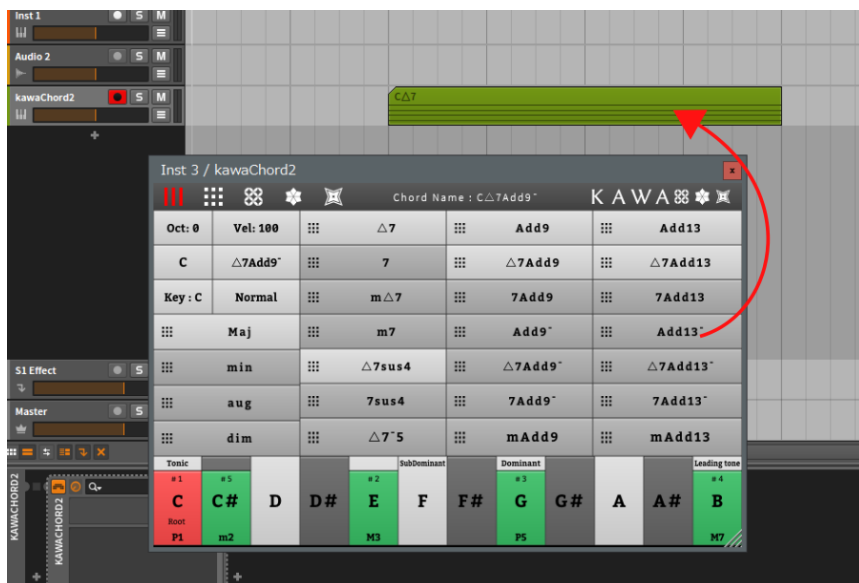 Inst 1 S M
Audio 2 S M
kawaChord2 S M
C△7
Inst 3 / kawaChord2 x
Chord Name : C△7Add9⁻ KAWA
Oct: 0 Vel: 100 △7 Add9 Add13
C △7Add9⁻ 7 △7Add9 △7Add13
Key : C Normal m△7 7Add9 7Add13
Maj m7 Add9⁻ Add13⁻
min △7sus4 △7Add9⁻ △7Add13⁻
aug 7sus4 7Add9⁻ 7Add13⁻
dim △7⁻5 mAdd9 mAdd13
S1 Effect S
Master S
Tonic SubDominant Dominant Leading tone
#1 #5 #2 #3 #4
C C# D D# E F F# G G# A A# B
Root
P1 m2 M3 P5 M7
KAWACHORD2
KAWACHORD2